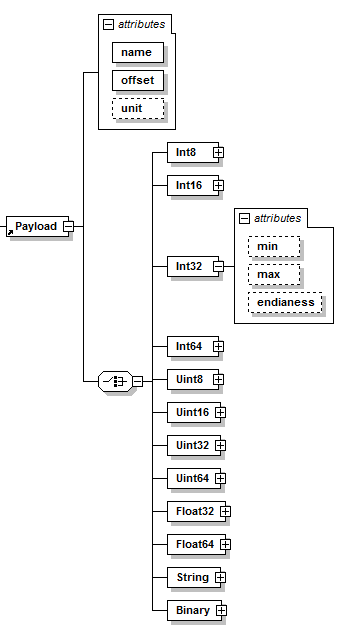 attributes
name
offset
unit
Payload
Int8
Int16
Int32
attributes
min
max
endianess
Int64
Uint8
Uint16
Uint32
Uint64
Float32
Float64
String
Binary